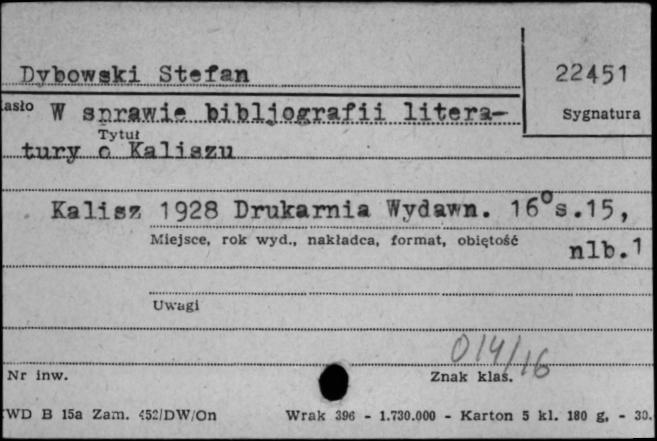 Dybowski Stefan
22451
asło W sprawie bibljografii litera-
Sygnatura
Tytuł
tury o Kaliszu
Kalisz 1928 Drukarnia Wydawn. 16°s.15,
Miejsce, rok wyd., nakładca, format, obiętość
nlb.1
Uwagi
014/16
Nr inw.
Znak klas.
WD B 15a Zam. 452/DW/On Wrak 396 - 1.730.000 - Karton 5 kl. 180 g, - 30.